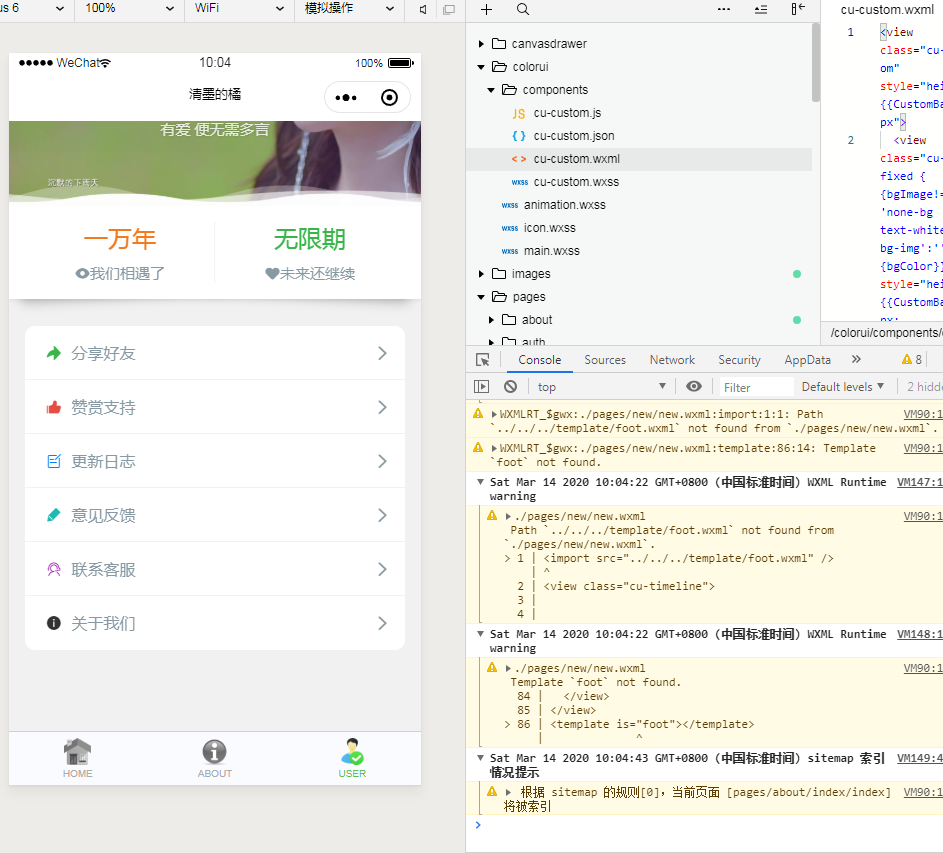 us 6 100% WiFi 模拟操作
WeChat 10:04 100%
清墨的橘
有爱 便无需多言
沉默的下雨天
一万年 无限期
我们相遇了 未来还继续
分享好友
赞赏支持
更新日志
意见反馈
联系客服
关于我们
HOME ABOUT USER
canvasdrawer
colorui
components
JS cu-custom.js
{ } cu-custom.json
< > cu-custom.wxml
wxss cu-custom.wxss
wxss animation.wxss
wxss icon.wxss
wxss main.wxss
images
pages
about
auth
cu-custom.wxml
1 <view
class="cu-
om"
style="hei
{{CustomBa
px">
2 <view
class="cu-
fixed {
{bgImage!=
'none-bg
text-white
bg-img':''
{bgColor}}
style="hei
{{CustomBa
px;
/colorui/components/c
Console Sources Network Security AppData » 8
top Filter Default levels ▼ 2 hidde
WXMLRT_$gwx:./pages/new/new.wxml:import:1:1: Path VM90:1
`../../../template/foot.wxml` not found from `./pages/new/new.wxml`.
WXMLRT_$gwx:./pages/new/new.wxml:template:86:14: Template VM90:1
`foot` not found.
Sat Mar 14 2020 10:04:22 GMT+0800 (中国标准时间) WXML Runtime VM147:1
warning
./pages/new/new.wxml VM90:1
Path `../../../template/foot.wxml` not found from
`./pages/new/new.wxml`.
> 1 | <import src="../../../template/foot.wxml" />
| ^
2 | <view class="cu-timeline">
3 |
4 |
Sat Mar 14 2020 10:04:22 GMT+0800 (中国标准时间) WXML Runtime VM148:1
warning
./pages/new/new.wxml VM90:1
Template `foot` not found.
84 | </view>
85 | </view>
> 86 | <template is="foot"></template>
| ^
Sat Mar 14 2020 10:04:43 GMT+0800 (中国标准时间) sitemap 索引 VM149:4
情况提示
根据 sitemap 的规则[0]，当前页面 [pages/about/index/index] VM90:1
将被索引
>